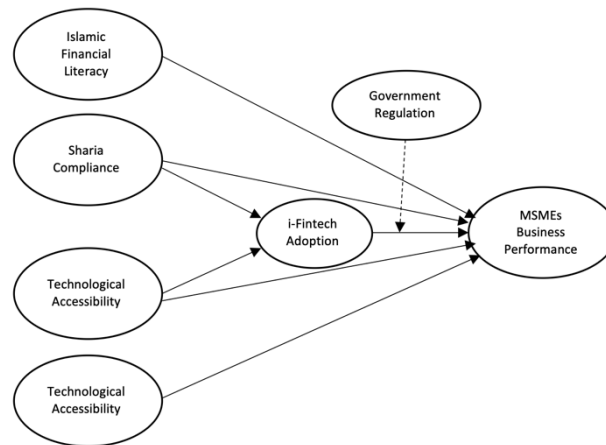 Islamic
Financial
Literacy
Government
Regulation
Sharia
Compliance
i-Fintech
Adoption
MSMEs
Business
Performance
Technological
Accessibility
Technological
Accessibility